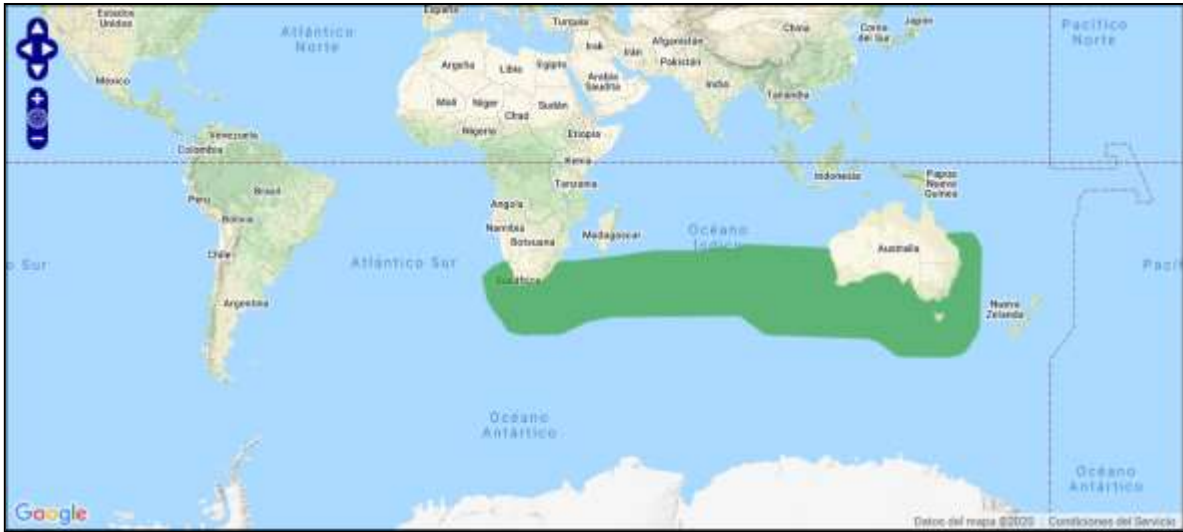 Estados
Unidos
Atlántico
Norte
España
Turquía
Irak
Irán
Afganistán
Pakistán
China
Corea
del Sur
Japón
Pacífico
Norte
México
Argelia
Libia
Egipto
Arabia
Saudita
India
Tailandia
Malí
Níger
Chad
Sudán
Nigeria
Etiopía
Venezuela
Colombia
Kenia
Indonesia
Papúa
Nueva
Guinea
Perú
Brasil
Tanzania
Bolivia
Angola
Namibia
Botsuana
Madagascar
Océano
Índico
Australia
Chile
o Sur
Atlántico Sur
Sudáfrica
Argentina
Nueva
Zelanda
Océano
Antártico
Océano
Antártico
Google
Datos del mapa ©2020
Condiciones del Servicio